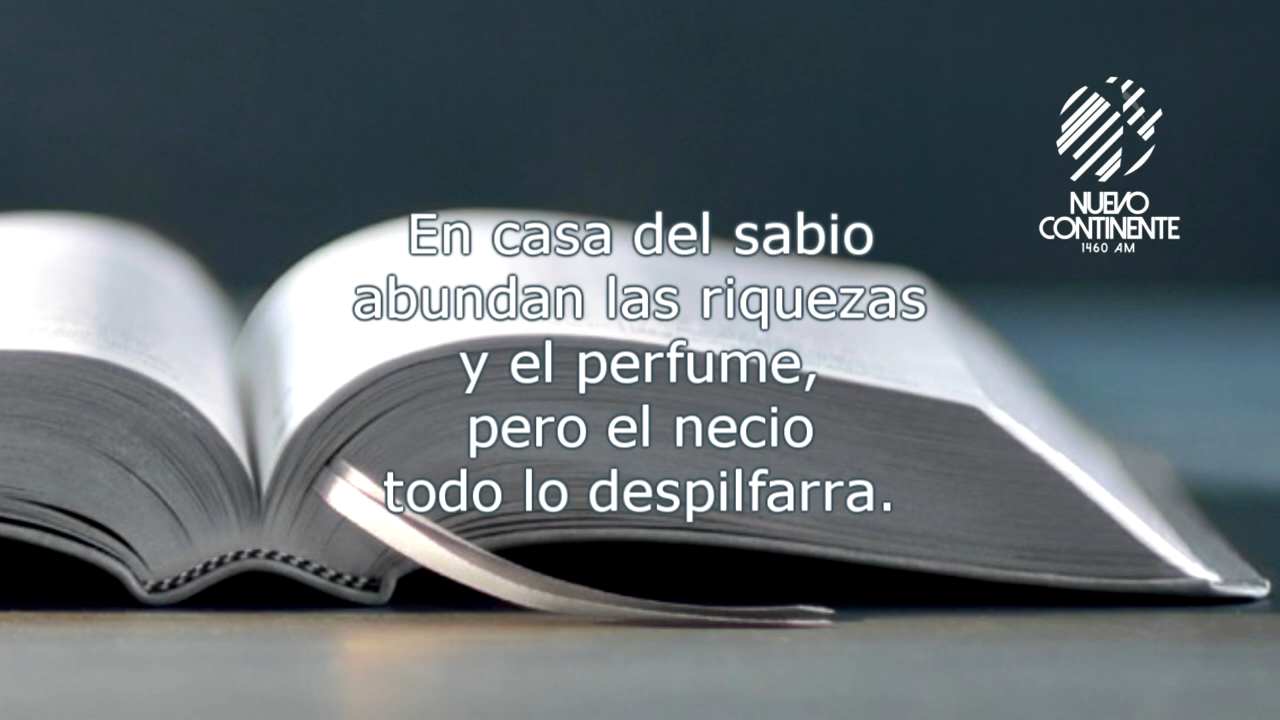 En casa del sabio
abundan las riquezas
y el perfume,
pero el necio
todo lo despilfarra.
NUEVO
CONTINENTE
1460 AM